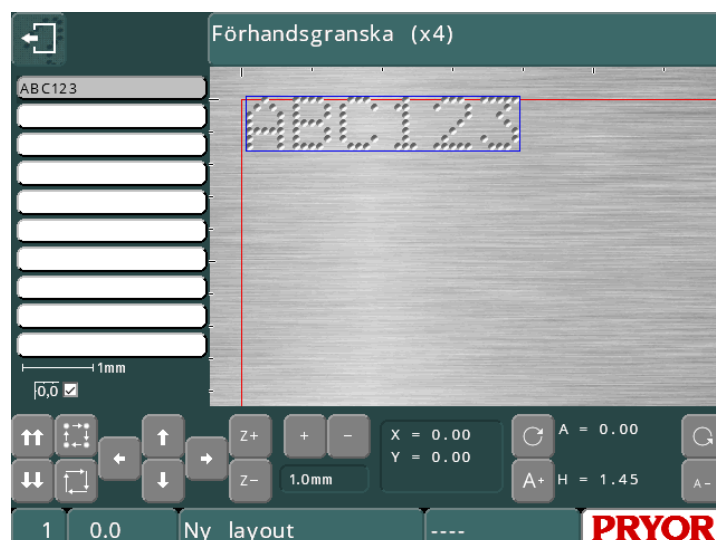 Förhandsgranska (x4)
ABC123
ABC123
1mm
0,0
Z+
+
-
X = 0.00
Y = 0.00
A = 0.00
Z-
1.0mm
A+
H = 1.45
A-
1
0.0
Ny layout
----
PRYOR